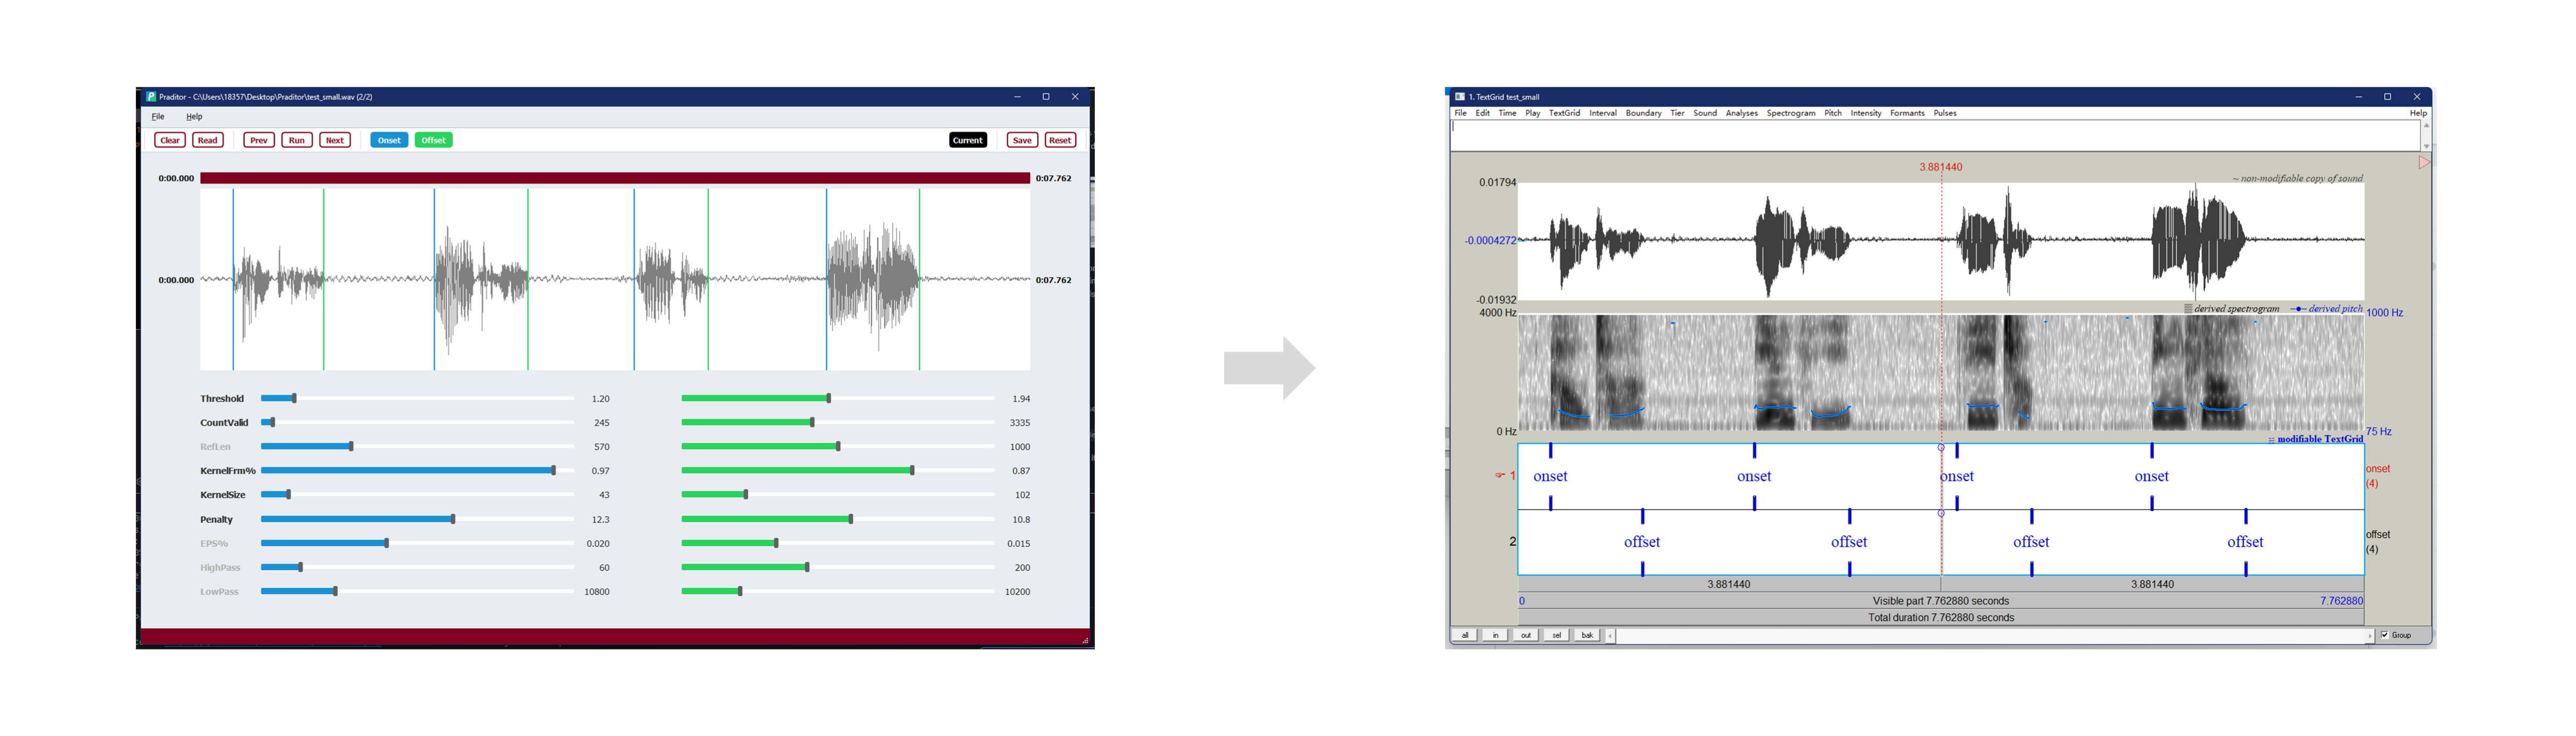 Praditor - C:\Users\18357\Desktop\Praditor\test_small.wav (2/2)
File Help
Clear Read Prev Run Next Onset Offset Current Save Reset
0:00.000 0:07.762
0:00.000 0:07.762
Threshold 1.20 1.94
CountValid 245 3335
RefLen 570 1000
KernelFrm% 0.97 0.87
KernelSize 43 102
Penalty 12.3 10.8
EPS% 0.020 0.015
HighPass 60 200
LowPass 10800 10200
1. TextGrid test_small
File Edit Time Play TextGrid Interval Boundary Tier Sound Analyses Spectrogram Pitch Intensity Formants Pulses Help
3.881440
0.01794 ~ non-modifiable copy of sound
-0.0004272
-0.01932
4000 Hz derived spectrogram derived pitch 1000 Hz
0 Hz 75 Hz
modifiable TextGrid
1 onset onset onset onset onset
(4)
2 offset offset offset offset offset
(4)
3.881440 3.881440
0 Visible part 7.762880 seconds 7.762880
Total duration 7.762880 seconds
all in out sel bak Group